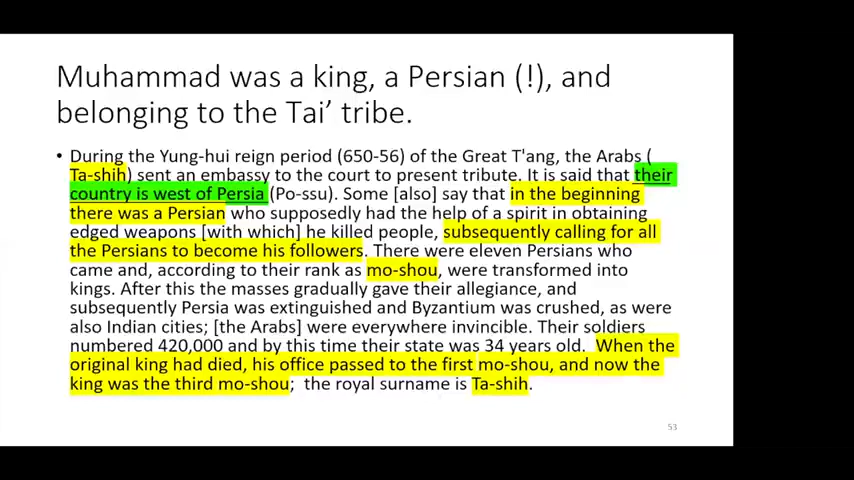 Muhammad was a king, a Persian (!), and
belonging to the Tai’ tribe.
• During the Yung-hui reign period (650-56) of the Great T'ang, the Arabs (
Ta-shih) sent an embassy to the court to present tribute. It is said that their
country is west of Persia (Po-ssu). Some [also] say that in the beginning
there was a Persian who supposedly had the help of a spirit in obtaining
edged weapons [with which] he killed people, subsequently calling for all
the Persians to become his followers. There were eleven Persians who
came and, according to their rank as mo-shou, were transformed into
kings. After this the masses gradually gave their allegiance, and
subsequently Persia was extinguished and Byzantium was crushed, as were
also Indian cities; [the Arabs] were everywhere invincible. Their soldiers
numbered 420,000 and by this time their state was 34 years old. When the
original king had died, his office passed to the first mo-shou, and now the
king was the third mo-shou; the royal surname is Ta-shih.
53